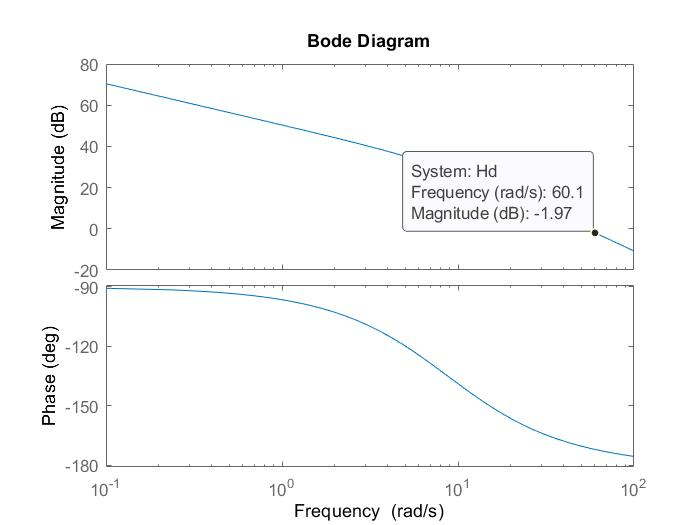 Bode Diagram
Magnitude (dB)
80
60
40
20
0
-20
System: Hd
Frequency (rad/s): 60.1
Magnitude (dB): -1.97
Phase (deg)
-90
-120
-150
-180
10^-1
10^0
10^1
10^2
Frequency (rad/s)